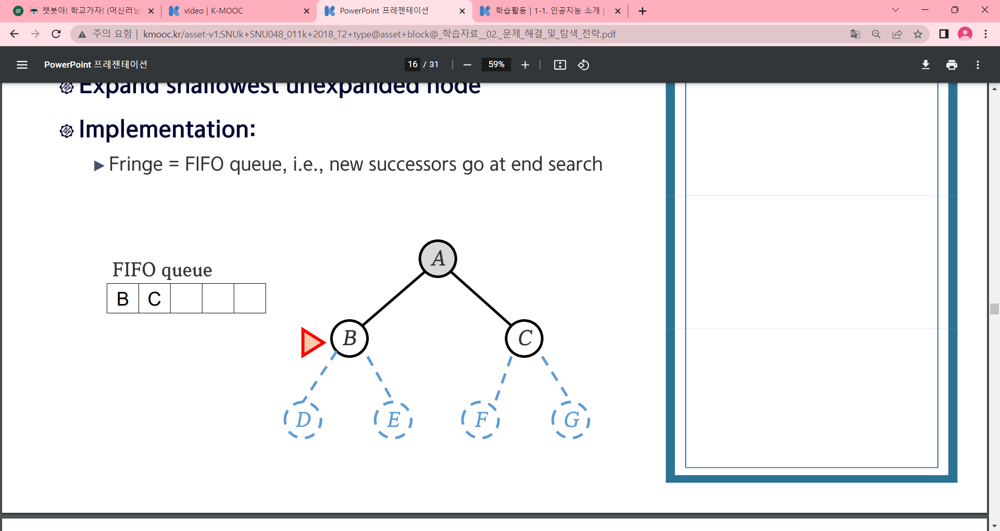 챗봇아! 학교가자! (머신러닝
video | K-MOOC
PowerPoint 프레젠테이션
학습활동 | 1-1. 인공지능 소개 |
주의 요함 | kmooc.kr/asset-v1:SNUk+SNU048_011k+2018_T2+type@asset+block@_학습자료__02._문제_해결_및_탐색_전략.pdf
PowerPoint 프레젠테이션
16 / 31
59%
Expand shallowest unexpanded node
Implementation:
Fringe = FIFO queue, i.e., new successors go at end search
A
FIFO queue
B C
B C
D E F G